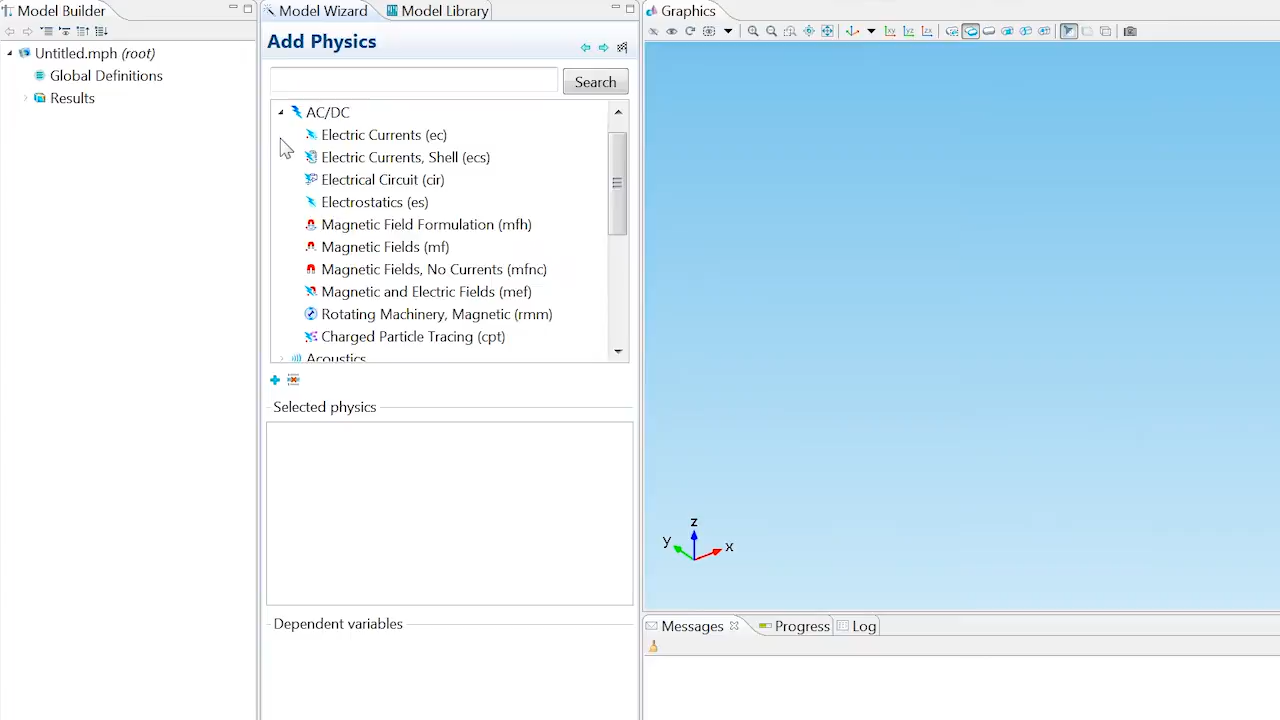 Model Builder
Untitled.mph (root)
Global Definitions
Results
Model Wizard
Model Library
Add Physics
Search
AC/DC
Electric Currents (ec)
Electric Currents, Shell (ecs)
Electrical Circuit (cir)
Electrostatics (es)
Magnetic Field Formulation (mfh)
Magnetic Fields (mf)
Magnetic Fields, No Currents (mfnc)
Magnetic and Electric Fields (mef)
Rotating Machinery, Magnetic (rmm)
Charged Particle Tracing (cpt)
Acoustics
Selected physics
Dependent variables
Graphics
z
y
x
Messages
Progress
Log